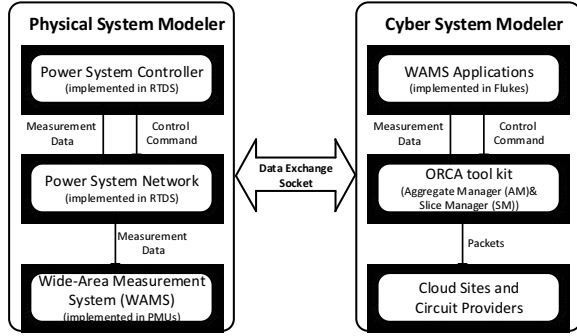 Physical System Modeler
Power System Controller
(implemented in RTDS)
Measurement
Data
Control
Command
Power System Network
(implemented in RTDS)
Measurement
Data
Wide-Area Measurement
System (WAMS)
(implemented in PMUs)
Data Exchange
Socket
Cyber System Modeler
WAMS Applications
(implemented in Flukes)
Measurement
Data
Control
Command
ORCA tool kit
(Aggregate Manager (AM)&
Slice Manager (SM))
Packets
Cloud Sites and
Circuit Providers